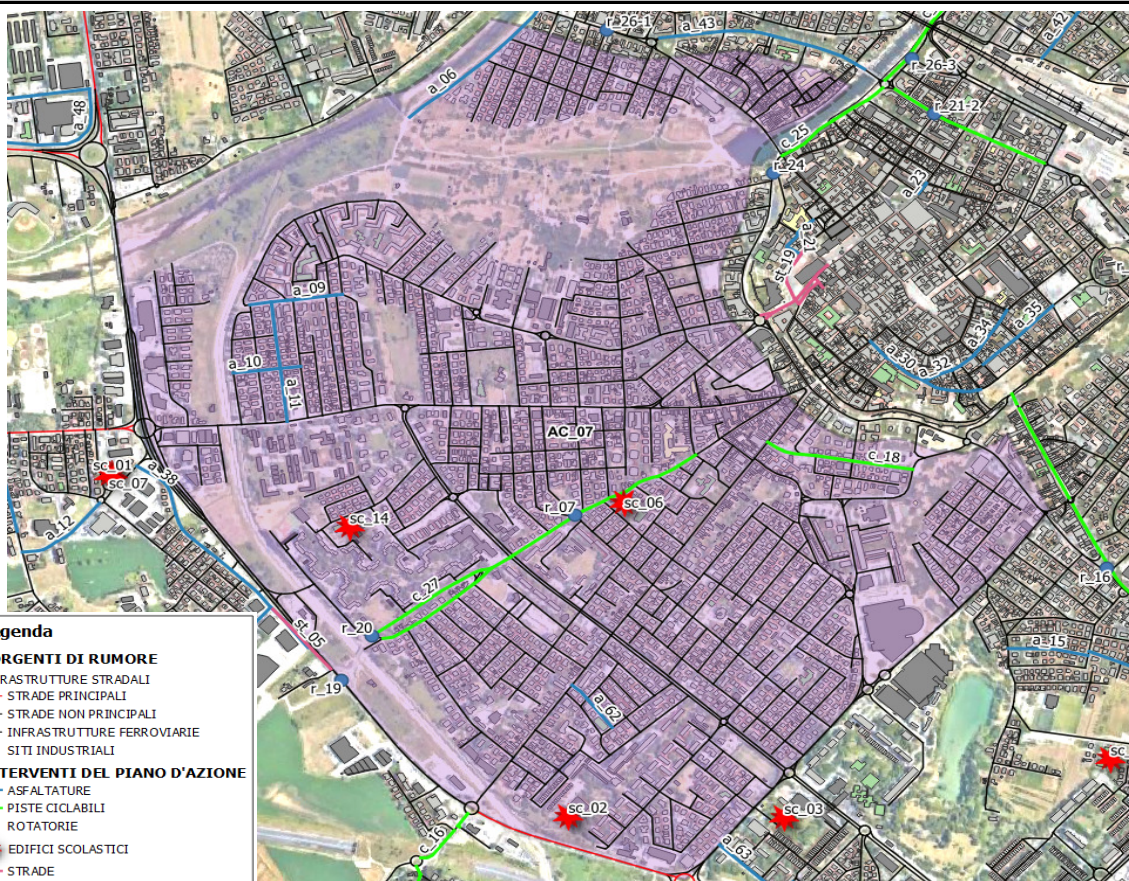 r_26-1
a_43
a_42
r_26-3
a_06
a_48
r_21-2
c_25
r_24
a_23
a_21
st_19
a_09
a_34
a_35
a_10
a_30
a_32
a_11
AC_07
c_18
sc_01
sc_07
a_38
sc_06
r_07
sc_14
a_12
r_16
c_27
r_20
st_05
a_15
r_19
a_62
sc_02
sc_03
c_16
a_63
genda
RGENTI DI RUMORE
RASTRUTTURE STRADALI
STRADE PRINCIPALI
STRADE NON PRINCIPALI
INFRASTRUTTURE FERROVIARIE
SITI INDUSTRIALI
TERVENTI DEL PIANO D'AZIONE
ASFALTATURE
PISTE CICLABILI
ROTATORIE
EDIFICI SCOLASTICI
STRADE